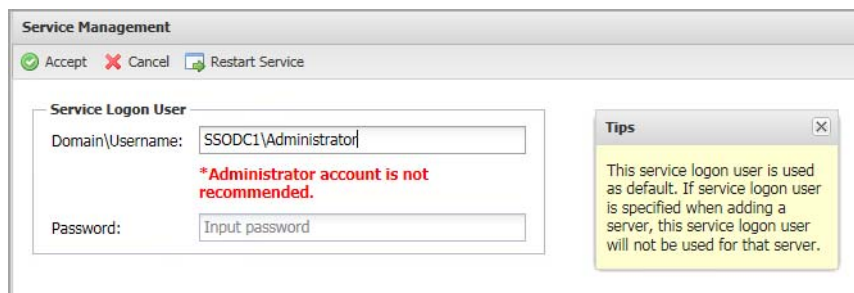 Service Management
Accept Cancel Restart Service
Service Logon User
Domain\Username: SSODC1\Administrator
*Administrator account is not
recommended.
Password: Input password
Tips
This service logon user is used
as default. If service logon user
is specified when adding a
server, this service logon user
will not be used for that server.